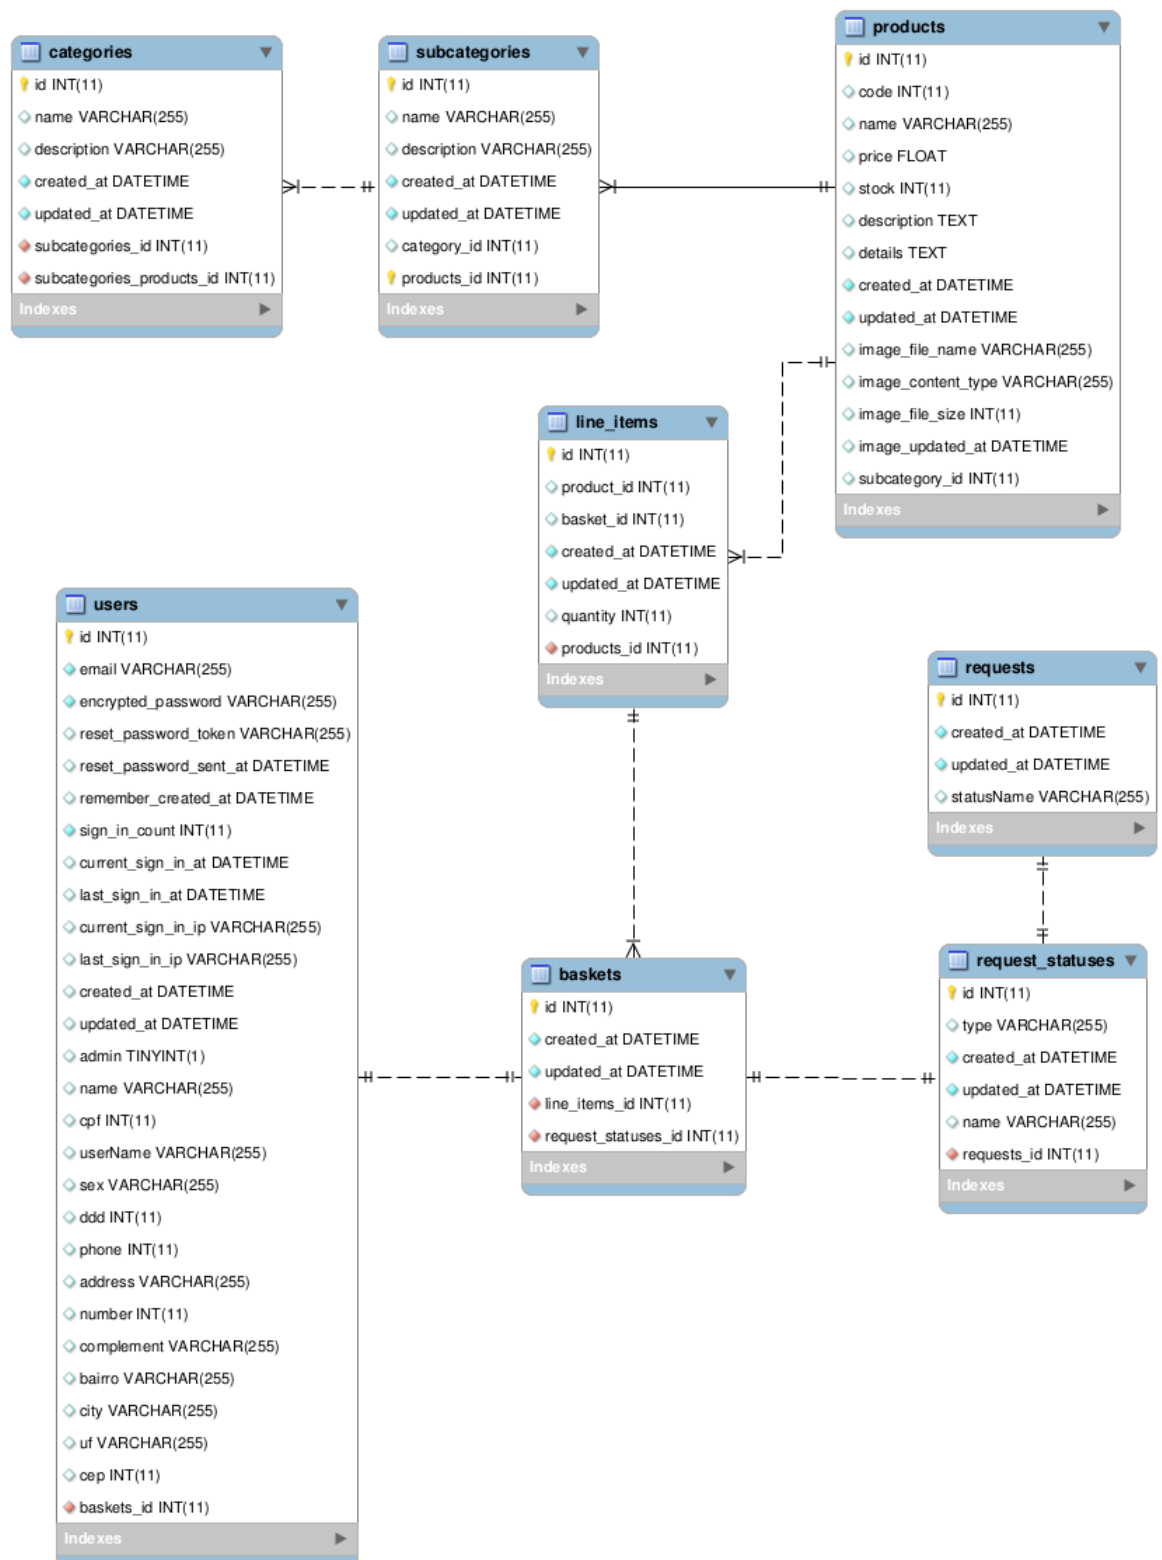 categories
id INT(11)
name VARCHAR(255)
description VARCHAR(255)
created_at DATETIME
updated_at DATETIME
subcategories_id INT(11)
subcategories_products_id INT(11)
Indexes
subcategories
id INT(11)
name VARCHAR(255)
description VARCHAR(255)
created_at DATETIME
updated_at DATETIME
category_id INT(11)
products_id INT(11)
Indexes
products
id INT(11)
code INT(11)
name VARCHAR(255)
price FLOAT
stock INT(11)
description TEXT
details TEXT
created_at DATETIME
updated_at DATETIME
image_file_name VARCHAR(255)
image_content_type VARCHAR(255)
image_file_size INT(11)
image_updated_at DATETIME
subcategory_id INT(11)
Indexes
line_items
id INT(11)
product_id INT(11)
basket_id INT(11)
created_at DATETIME
updated_at DATETIME
quantity INT(11)
products_id INT(11)
Indexes
users
id INT(11)
email VARCHAR(255)
encrypted_password VARCHAR(255)
reset_password_token VARCHAR(255)
reset_password_sent_at DATETIME
remember_created_at DATETIME
sign_in_count INT(11)
current_sign_in_at DATETIME
last_sign_in_at DATETIME
current_sign_in_ip VARCHAR(255)
last_sign_in_ip VARCHAR(255)
created_at DATETIME
updated_at DATETIME
admin TINYINT(1)
name VARCHAR(255)
cpf INT(11)
userName VARCHAR(255)
sex VARCHAR(255)
ddd INT(11)
phone INT(11)
address VARCHAR(255)
number INT(11)
complement VARCHAR(255)
bairro VARCHAR(255)
city VARCHAR(255)
uf VARCHAR(255)
cep INT(11)
baskets_id INT(11)
Indexes
requests
id INT(11)
created_at DATETIME
updated_at DATETIME
statusName VARCHAR(255)
Indexes
baskets
id INT(11)
created_at DATETIME
updated_at DATETIME
line_items_id INT(11)
request_statuses_id INT(11)
Indexes
request_statuses
id INT(11)
type VARCHAR(255)
created_at DATETIME
updated_at DATETIME
name VARCHAR(255)
requests_id INT(11)
Indexes